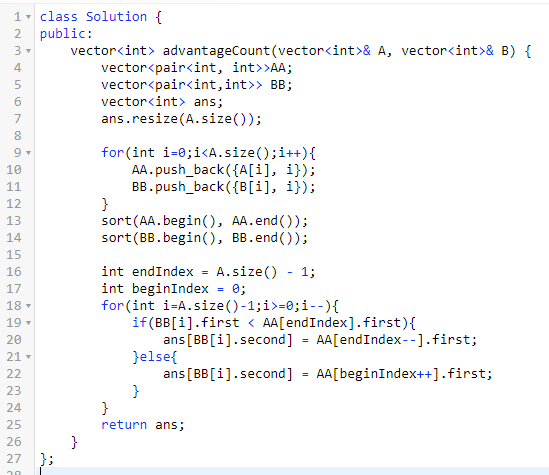 1 class Solution {
2 public:
3     vector<int> advantageCount(vector<int>& A, vector<int>& B) {
4         vector<pair<int, int>>AA;
5         vector<pair<int,int>> BB;
6         vector<int> ans;
7         ans.resize(A.size());
8
9         for(int i=0;i<A.size();i++){
10             AA.push_back({A[i], i});
11             BB.push_back({B[i], i});
12         }
13         sort(AA.begin(), AA.end());
14         sort(BB.begin(), BB.end());
15
16         int endIndex = A.size() - 1;
17         int beginIndex = 0;
18         for(int i=A.size()-1;i>=0;i--){
19             if(BB[i].first < AA[endIndex].first){
20                 ans[BB[i].second] = AA[endIndex--].first;
21             }else{
22                 ans[BB[i].second] = AA[beginIndex++].first;
23             }
24         }
25         return ans;
26     }
27 };
28